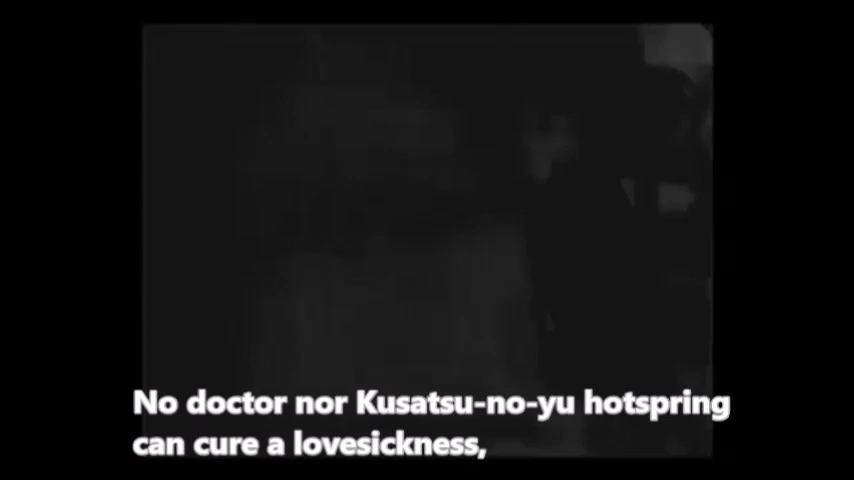 No doctor nor Kusatsu-no-yu hotspring
can cure a lovesickness,